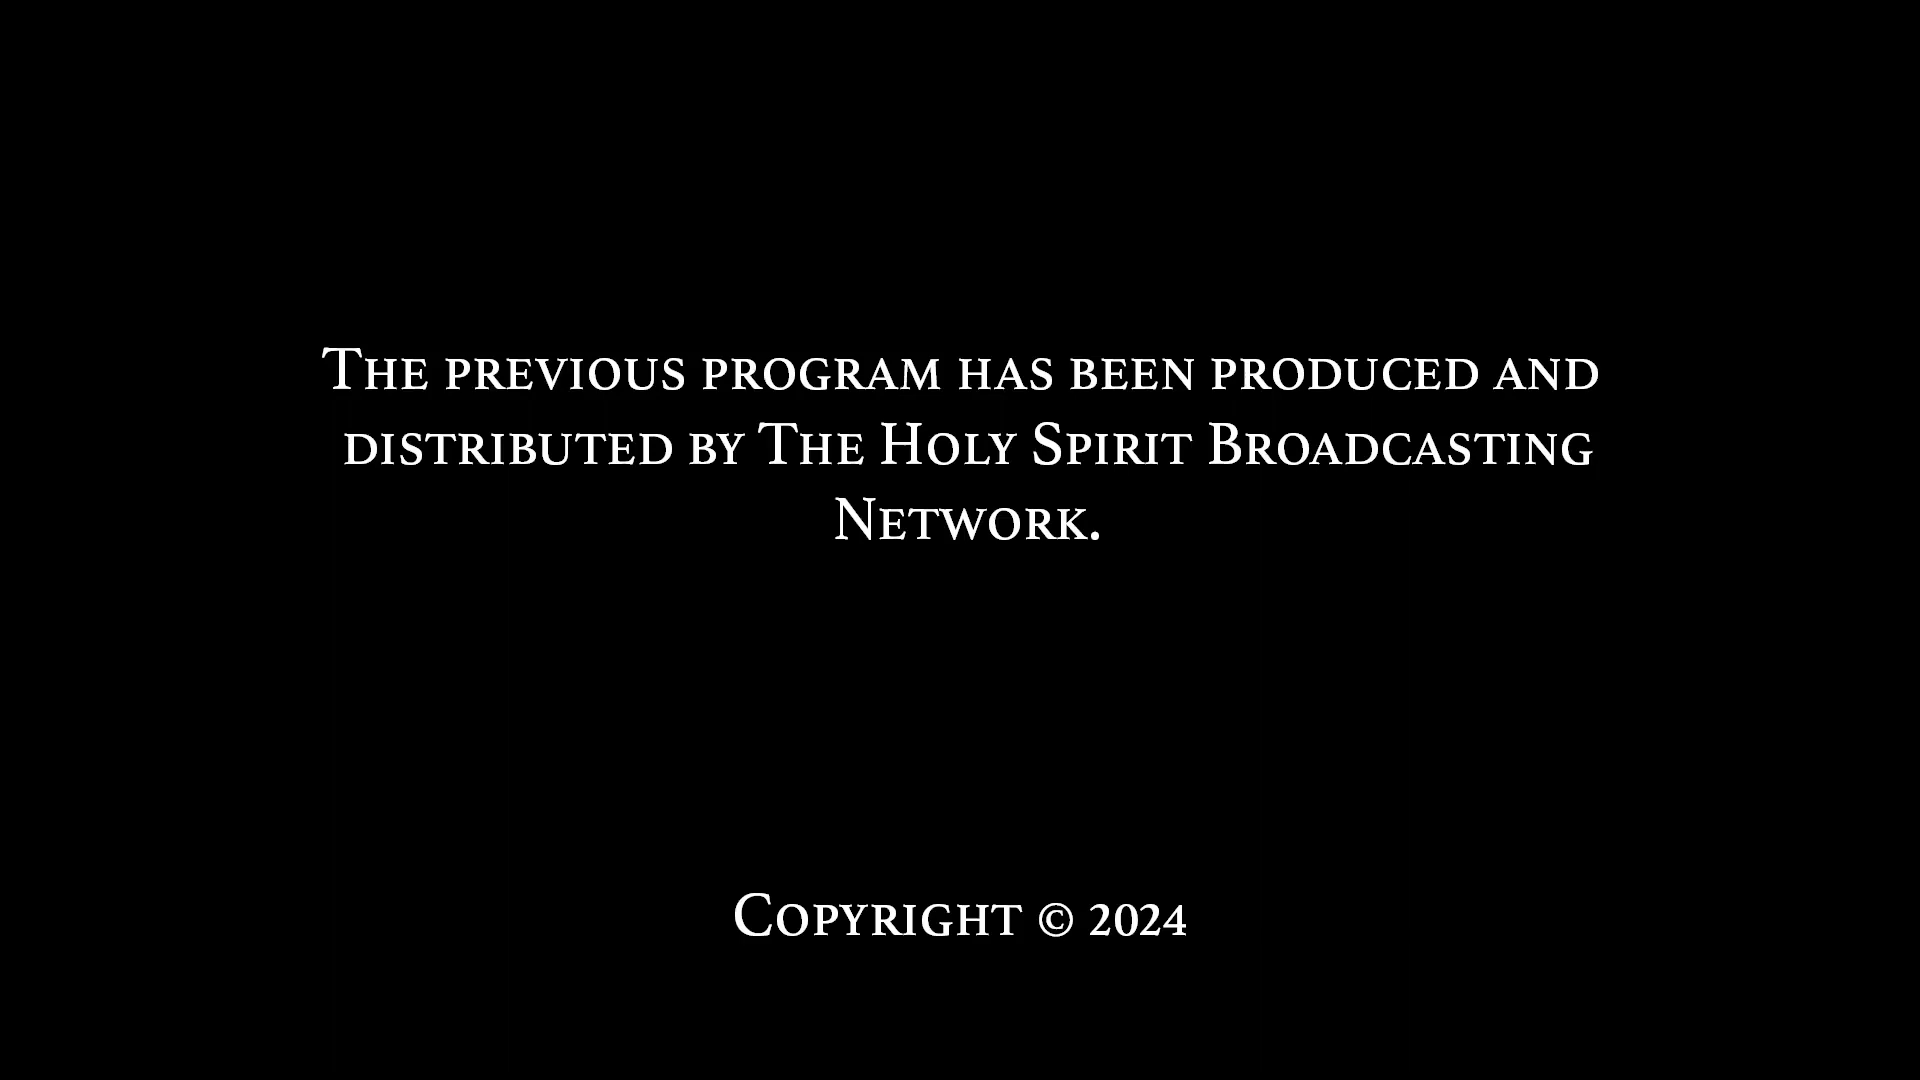 The previous program has been produced and
distributed by The Holy Spirit Broadcasting
Network.
Copyright © 2024